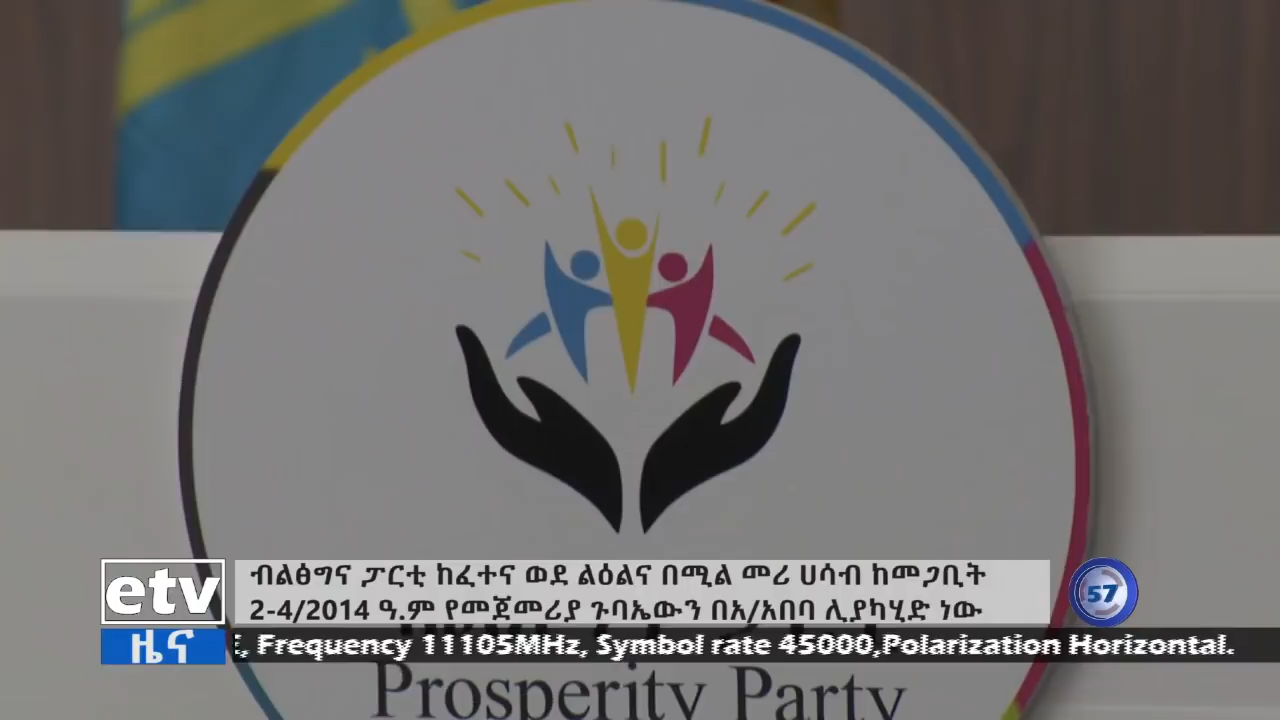 etv
ብልፅግና ፓርቲ ከፈተና ወደ ልዕልና በሚል መሪ ሀሳብ ከመጋቢት
2-4/2014 ዓ.ም የመጀመሪያ ጉባኤውን በአ/አበባ ሊያካሂድ ነው
57
ዜና
, Frequency 11105MHz, Symbol rate 45000,Polarization Horizontal.
Prosperity Party